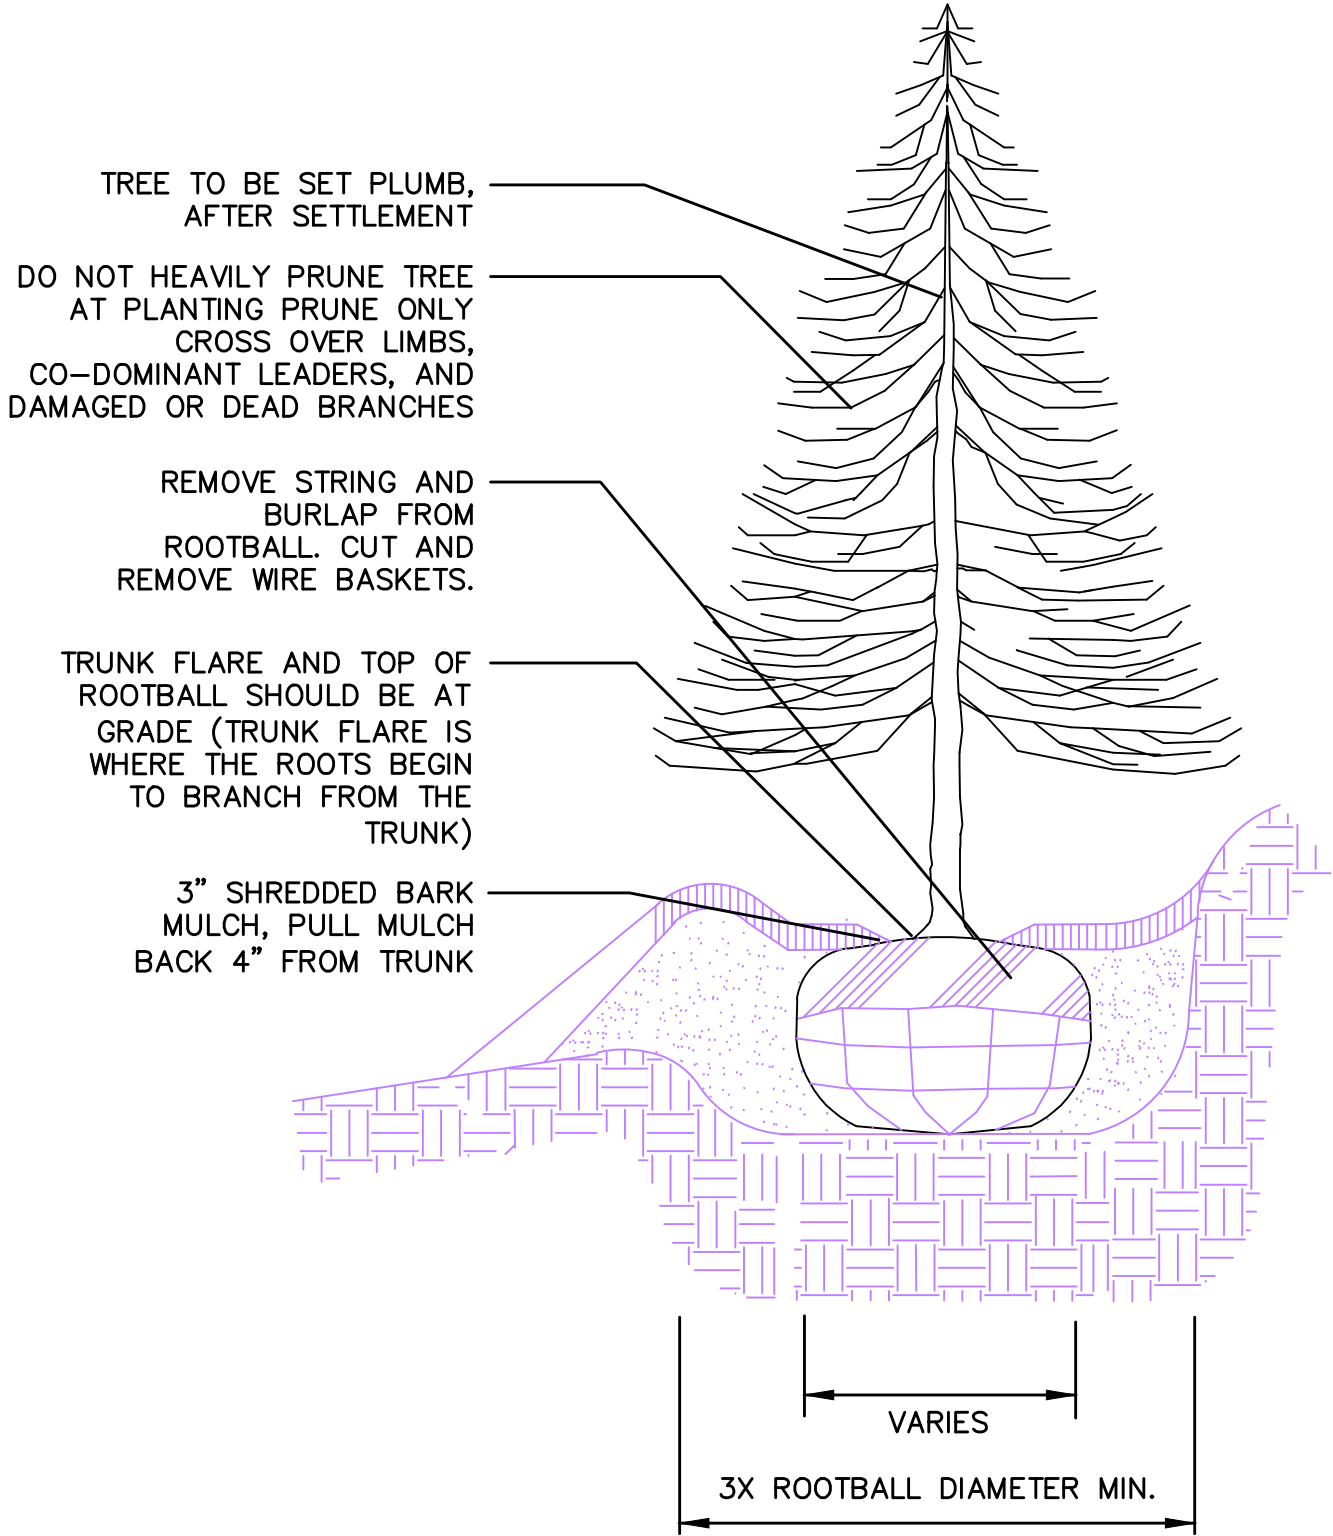 TREE TO BE SET PLUMB,
AFTER SETTLEMENT
DO NOT HEAVILY PRUNE TREE
AT PLANTING PRUNE ONLY
CROSS OVER LIMBS,
CO-DOMINANT LEADERS, AND
DAMAGED OR DEAD BRANCHES
REMOVE STRING AND
BURLAP FROM
ROOTBALL. CUT AND
REMOVE WIRE BASKETS.
TRUNK FLARE AND TOP OF
ROOTBALL SHOULD BE AT
GRADE (TRUNK FLARE IS
WHERE THE ROOTS BEGIN
TO BRANCH FROM THE
TRUNK)
3" SHREDDED BARK
MULCH, PULL MULCH
BACK 4" FROM TRUNK
VARIES
3X ROOTBALL DIAMETER MIN.